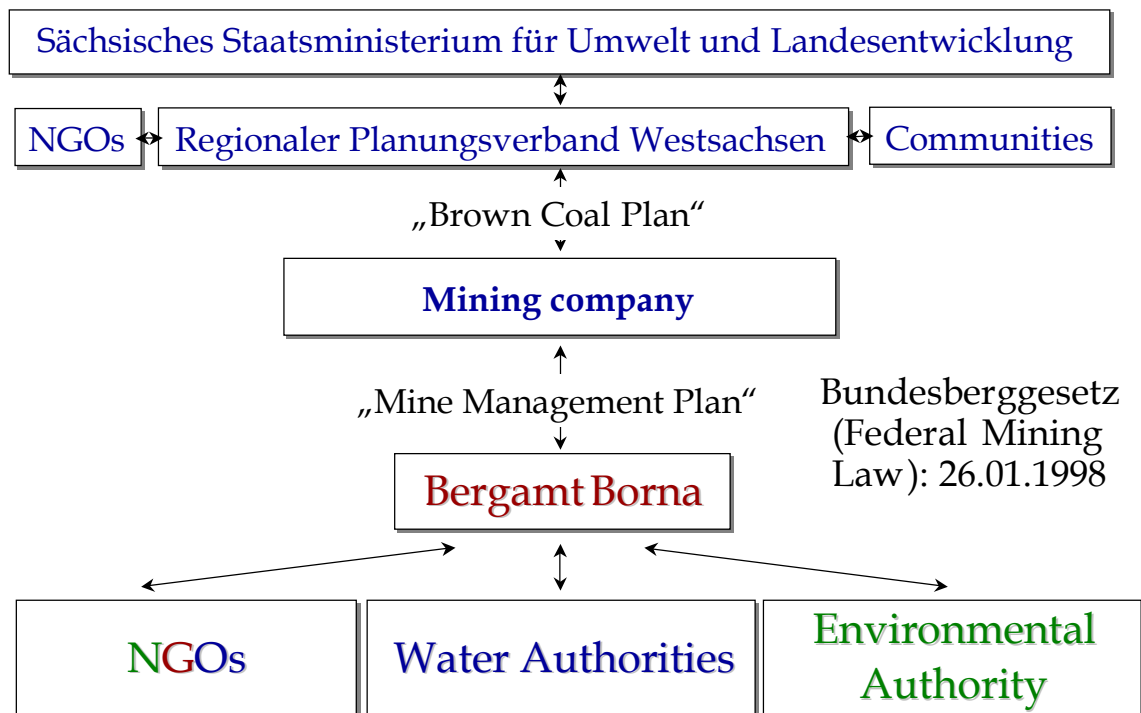 Sächsisches Staatsministerium für Umwelt und Landesentwicklung
NGOs
Regionaler Planungsverband Westsachsen
Communities
„Brown Coal Plan“
Mining company
„Mine Management Plan“
Bundesberggesetz
(Federal Mining
Law): 26.01.1998
Bergamt Borna
NGOs
Water Authorities
Environmental
Authority